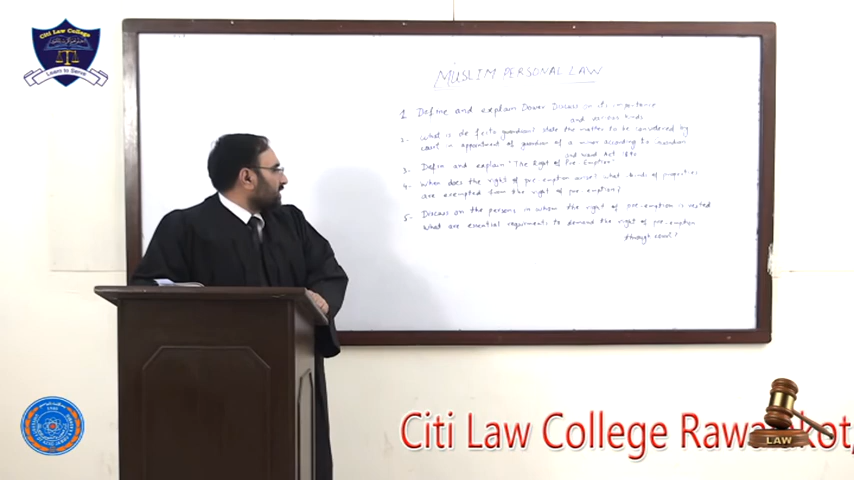 Citi Law College
Learn to Serve
MUSLIM PERSONAL LAW
1 Define and explain Dower Discuss on its importance
and various kinds
2- What is de facto guardian? State the matter to be considered by
court in appointment of guardian of a minor according to Guardian
and Ward Act 1890
3- Defin and explain "The Right of Pre Emption"
4- When does the right of pre-emption arise? What kinds of properties
are exempted from the right of pre-emption?
5- Discuss on the persons in whom the right of pre-emption is vested
What are essential requirments to demand the right of pre-emption
through court?
Citi Law College Rawalakot,
LAW